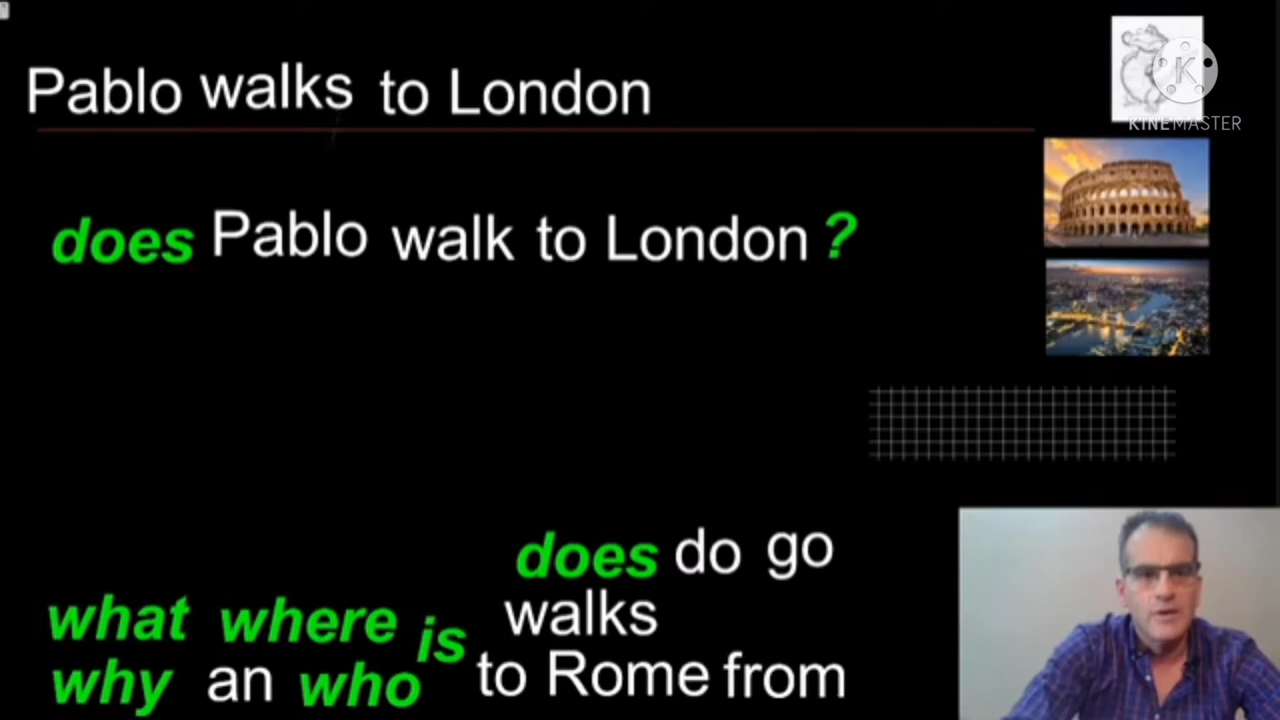 Pablo walks to London
KINEMASTER
does Pablo walk to London ?
does do go
what where is walks
why an who to Rome from